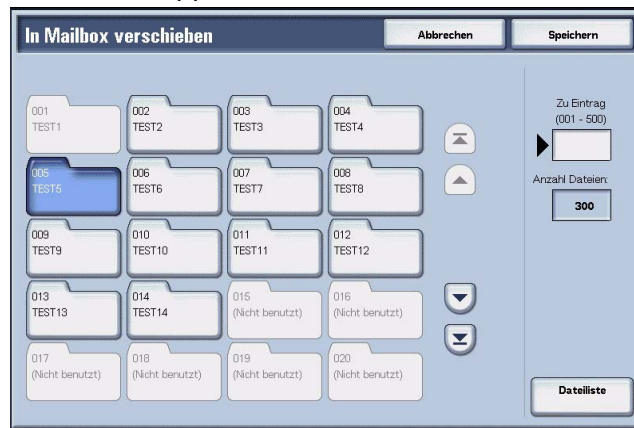 In Mailbox verschieben
Abbrechen
Speichern
001
TEST1
002
TEST2
003
TEST3
004
TEST4
005
TEST5
006
TEST6
007
TEST7
008
TEST8
009
TEST9
010
TEST10
011
TEST11
012
TEST12
013
TEST13
014
TEST14
015
(Nicht benutzt)
016
(Nicht benutzt)
017
(Nicht benutzt)
018
(Nicht benutzt)
019
(Nicht benutzt)
020
(Nicht benutzt)
Zu Eintrag
(001 - 500)
Anzahl Dateien:
300
Dateiliste